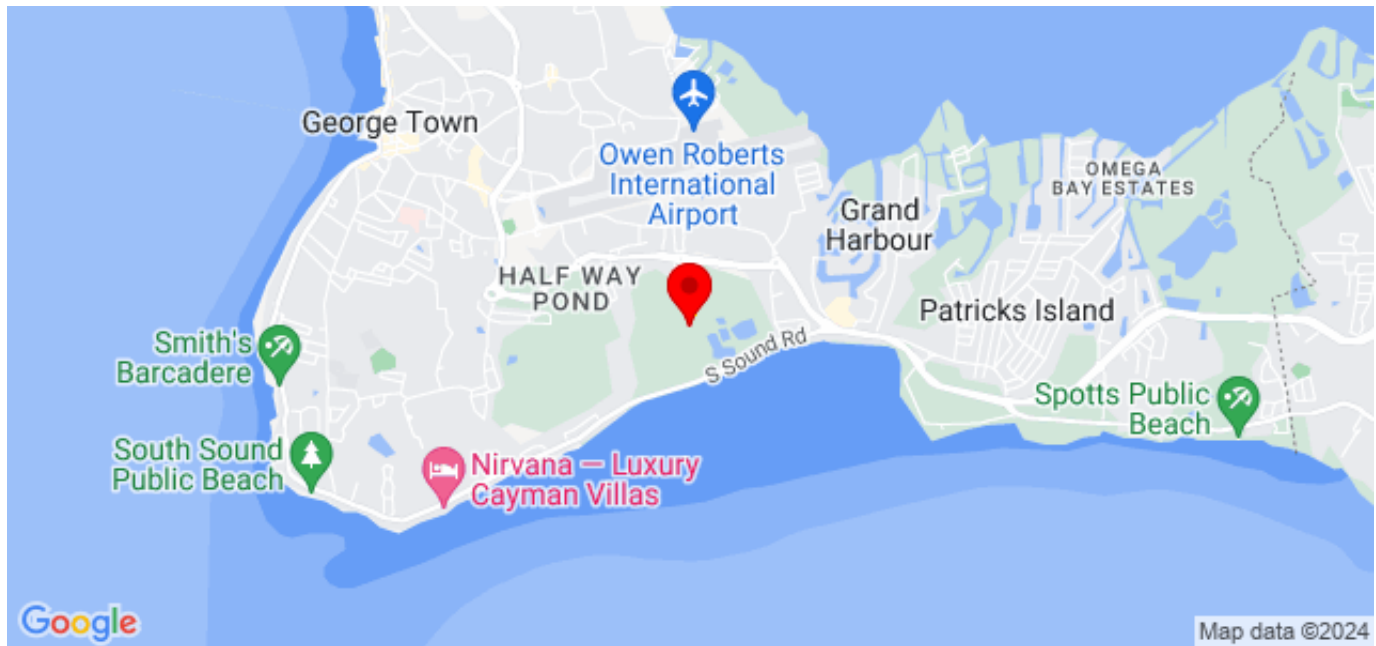 George Town
Owen Roberts
International
Airport
OMEGA
BAY ESTATES
Grand
Harbour
HALF WAY
POND
Patricks Island
Smith's
Barcadere
S Sound Rd
Spotts Public
Beach
South Sound
Public Beach
Nirvana — Luxury
Cayman Villas
Google
Map data ©2024